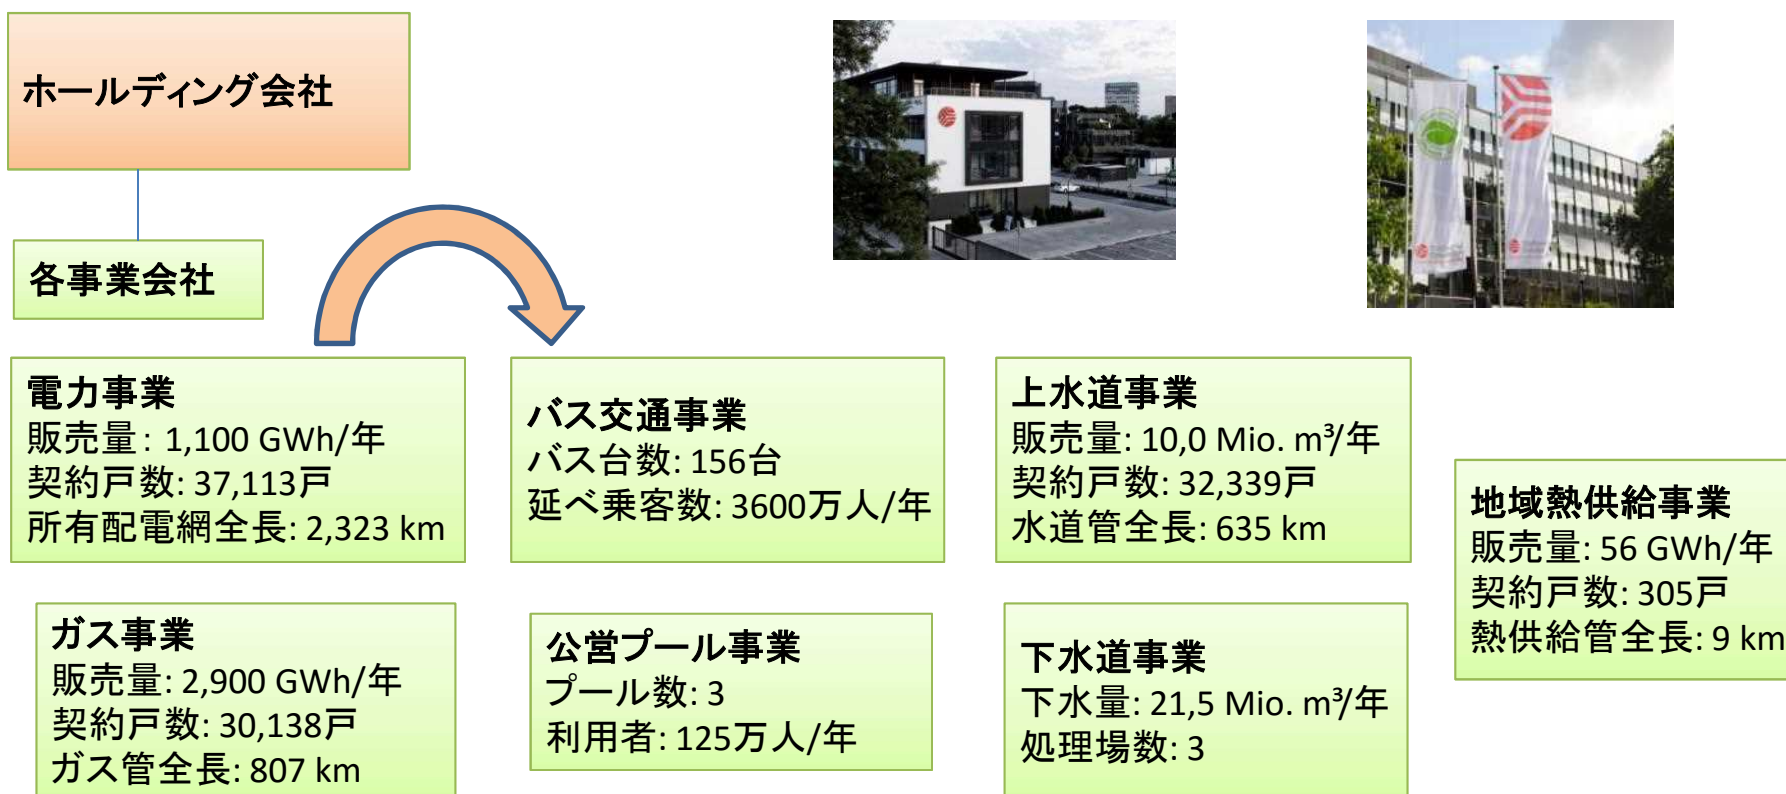 ホールディング会社
各事業会社
電力事業
販売量: 1,100 GWh/年
契約戸数: 37,113戸
所有配電網全長: 2,323 km
バス交通事業
バス台数: 156台
延べ乗客数: 3600万人/年
上水道事業
販売量: 10,0 Mio. m³/年
契約戸数: 32,339戸
水道管全長: 635 km
地域熱供給事業
販売量: 56 GWh/年
契約戸数: 305戸
熱供給管全長: 9 km
ガス事業
販売量: 2,900 GWh/年
契約戸数: 30,138戸
ガス管全長: 807 km
公営プール事業
プール数: 3
利用者: 125万人/年
下水道事業
下水量: 21,5 Mio. m³/年
処理場数: 3